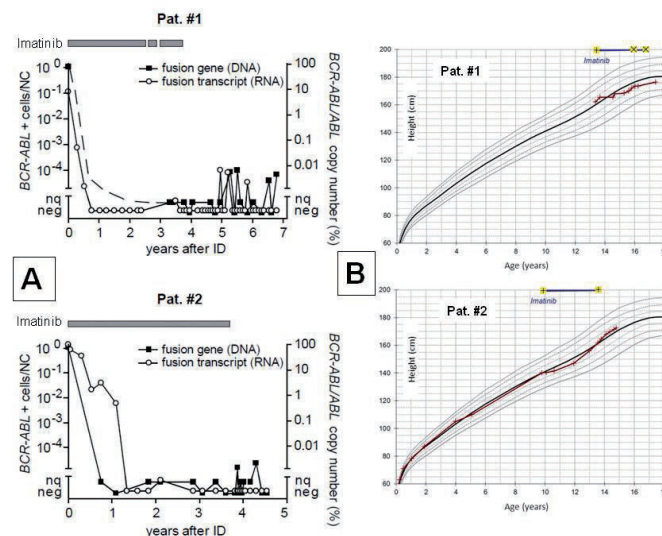 Pat. #1
Imatinib
fusion gene (DNA)
fusion transcript (RNA)
BCR-ABL + cells/NC
10^0
10^-1
10^-2
10^-3
10^-4
nq
neg
100
10
1
0.1
0.01
nq
neg
BCR-ABL/ABL
copy number (%)
0 1 2 3 4 5 6 7
years after ID
A
Pat. #2
Imatinib
fusion gene (DNA)
fusion transcript (RNA)
BCR-ABL + cells/NC
10^0
10^-1
10^-2
10^-3
10^-4
nq
neg
100
10
1
0.1
0.01
nq
neg
BCR-ABL/ABL
copy number (%)
0 1 2 3 4 5
years after ID
Pat. #1
Imatinib
Height (cm)
200
180
160
140
120
100
80
60
0 2 4 6 8 10 12 14 16
Age (years)
B
Pat. #2
Imatinib
Height (cm)
200
180
160
140
120
100
80
60
0 2 4 6 8 10 12 14 16
Age (years)